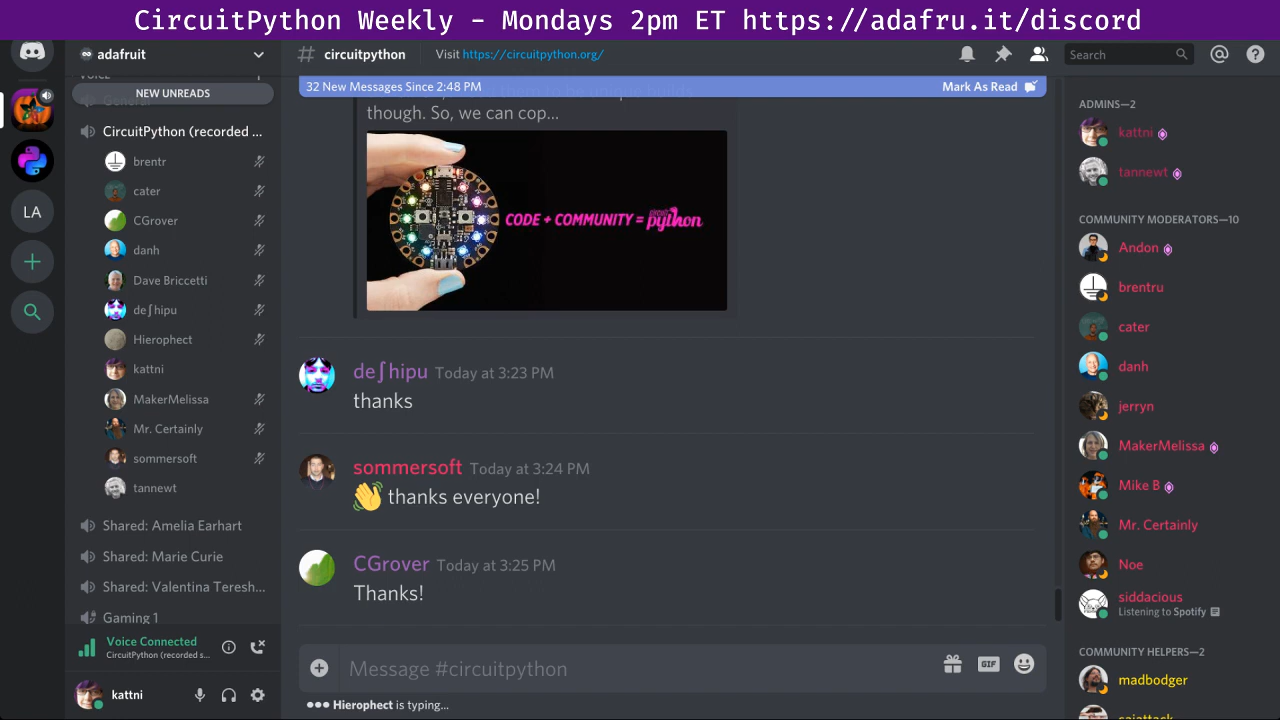 CircuitPython Weekly - Mondays 2pm ET https://adafru.it/discord
adafruit
# circuitpython
Visit https://circuitpython.org/
Search
VOICE
General
NEW UNREADS
CircuitPython (recorded ...
brentr
cater
CGrover
danh
Dave Briccetti
de∫hipu
Hierophect
kattni
MakerMelissa
Mr. Certainly
sommersoft
tannewt
Shared: Amelia Earhart
Shared: Marie Curie
Shared: Valentina Teresh...
Gaming 1
Voice Connected
CircuitPython (recorded s...
kattni
LA
32 New Messages Since 2:48 PM
Mark As Read
though. So, we can cop...
CODE + COMMUNITY = CIRCUIT python
de∫hipu Today at 3:23 PM
thanks
sommersoft Today at 3:24 PM
👋 thanks everyone!
CGrover Today at 3:25 PM
Thanks!
Message #circuitpython
GIF
Hierophect is typing...
ADMINS—2
kattni
tannewt
COMMUNITY MODERATORS—10
Andon
brentru
cater
danh
jerryn
MakerMelissa
Mike B
Mr. Certainly
Noe
siddacious
Listening to Spotify
COMMUNITY HELPERS—2
madbodger